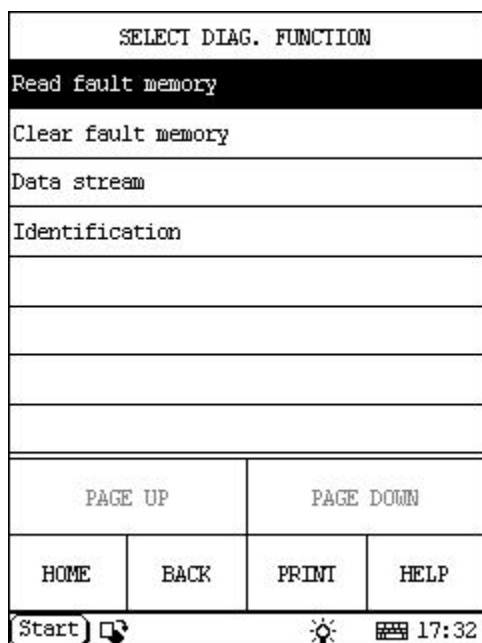 SELECT DIAG. FUNCTION
Read fault memory
Clear fault memory
Data stream
Identification
PAGE UP PAGE DOWN
HOME BACK PRINT HELP
Start 17:32